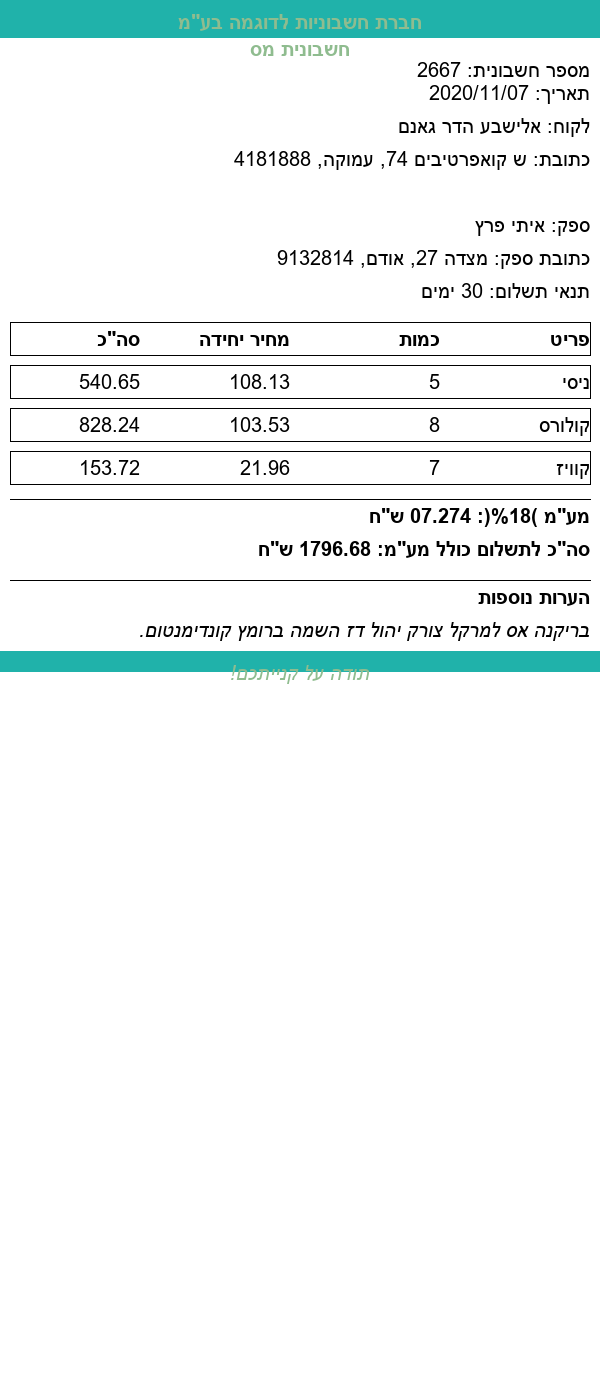 חברת חשבוניות לדוגמה בע"מ
חשבונית מס
מספר חשבונית: 2667
תאריך: 2020/11/07
לקוח: אלישבע הדר גאנם
כתובת: ש קואפרטיבים 74, עמוקה, 4181888
ספק: איתי פרץ
כתובת ספק: מצדה 27, אודם, 9132814
תנאי תשלום: 30 ימים
פריט כמות מחיר יחידה סה"כ
ניסי 5 108.13 540.65
קולורס 8 103.53 828.24
קוויז 7 21.96 153.72
מע"מ )18%(: 07.274 ש"ח
סה"כ לתשלום כולל מע"מ: 1796.68 ש"ח
הערות נוספות
בריקנה אס למרקל צורק יהול דז השמה ברומץ קונדימנטום.
תודה על קנייתכם!